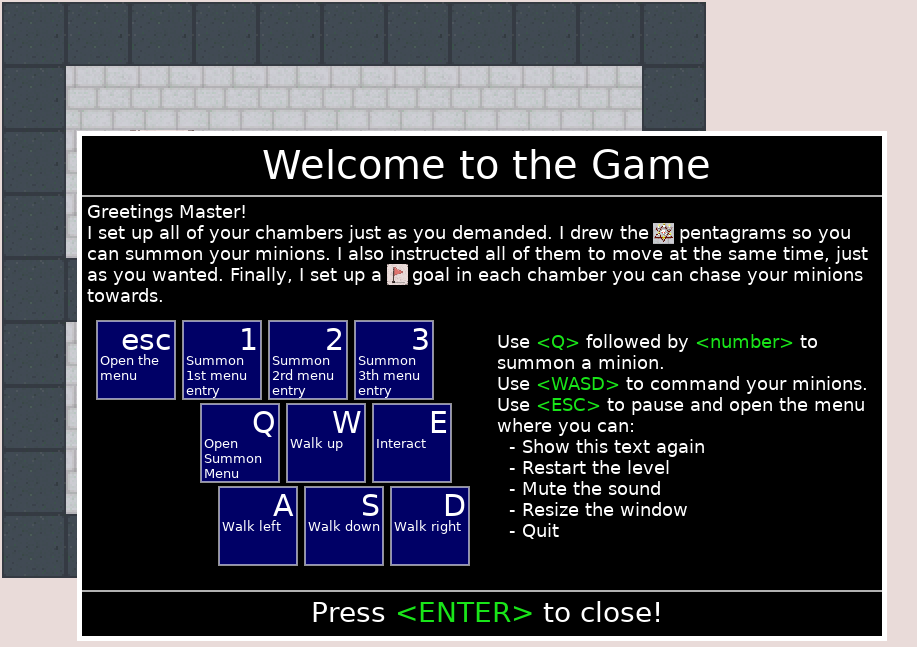 Welcome to the Game
Greetings Master!
I set up all of your chambers just as you demanded. I drew the pentagrams so you
can summon your minions. I also instructed all of them to move at the same time, just
as you wanted. Finally, I set up a goal in each chamber you can chase your minions
towards.
esc
Open the
menu
1
Summon
1st menu
entry
2
Summon
2rd menu
entry
3
Summon
3th menu
entry
Q
Open
Summon
Menu
W
Walk up
E
Interact
A
Walk left
S
Walk down
D
Walk right
Use <Q> followed by <number> to
summon a minion.
Use <WASD> to command your minions.
Use <ESC> to pause and open the menu
where you can:
- Show this text again
- Restart the level
- Mute the sound
- Resize the window
- Quit
Press <ENTER> to close!